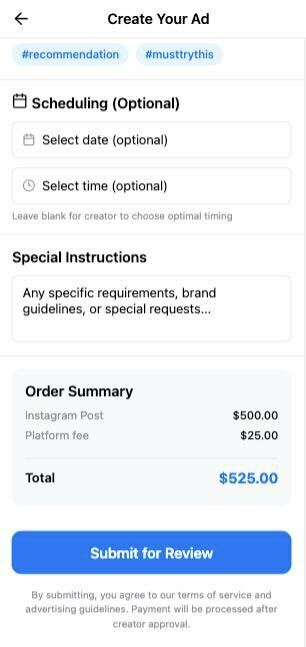 Create Your Ad
#recommendation #musttrythis
Scheduling (Optional)
Select date (optional)
Select time (optional)
Leave blank for creator to choose optimal timing
Special Instructions
Any specific requirements, brand
guidelines, or special requests...
Order Summary
Instagram Post $500.00
Platform fee $25.00
Total $525.00
Submit for Review
By submitting, you agree to our terms of service and
advertising guidelines. Payment will be processed after
creator approval.